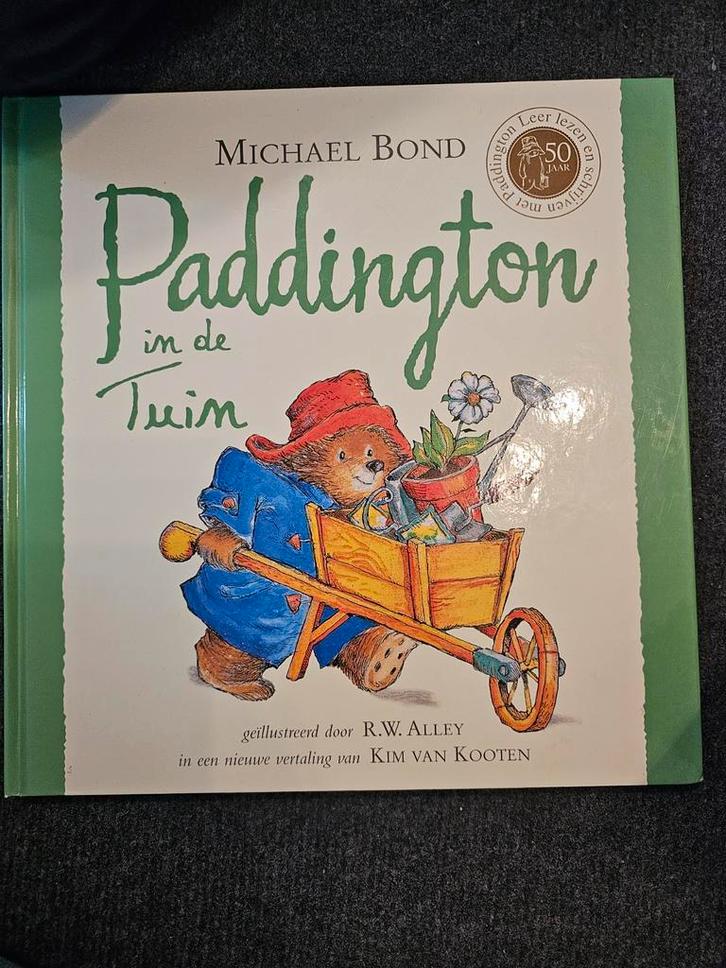 MICHAEL BOND
Leer lezen en schrijven met Paddington
50
JAAR
Paddington
in de
Tuin
geïllustreerd door R.W. ALLEY
in een nieuwe vertaling van KIM VAN KOOTEN